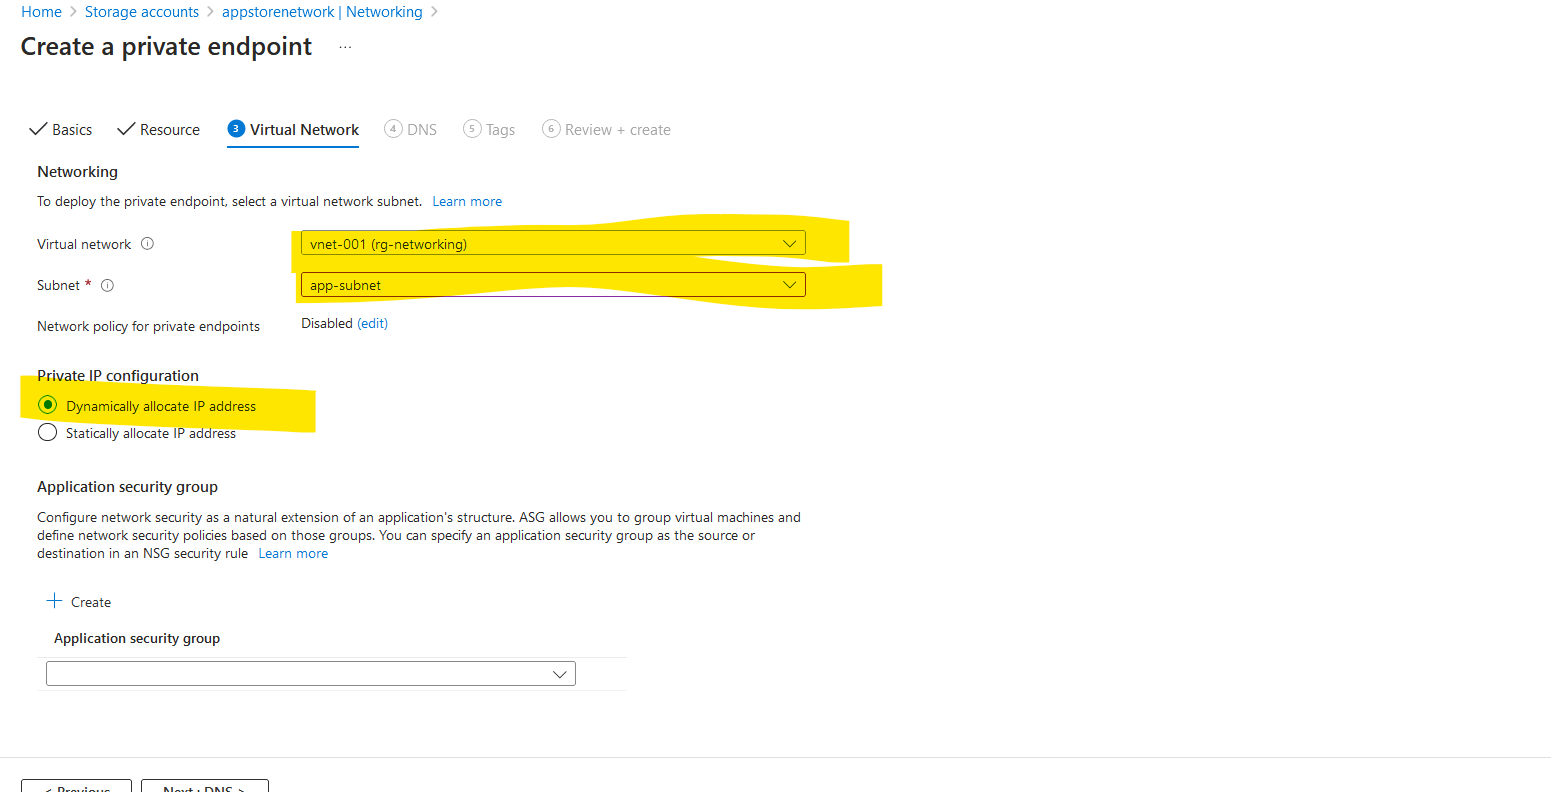 Home > Storage accounts > appstorenetwork | Networking >
Create a private endpoint ...
Basics Resource 3 Virtual Network 4 DNS 5 Tags 6 Review + create
Networking
To deploy the private endpoint, select a virtual network subnet. Learn more
Virtual network vnet-001 (rg-networking)
Subnet * app-subnet
Network policy for private endpoints Disabled (edit)
Private IP configuration
Dynamically allocate IP address
Statically allocate IP address
Application security group
Configure network security as a natural extension of an application's structure. ASG allows you to group virtual machines and
define network security policies based on those groups. You can specify an application security group as the source or
destination in an NSG security rule Learn more
+ Create
Application security group
< Previous Next : DNS >